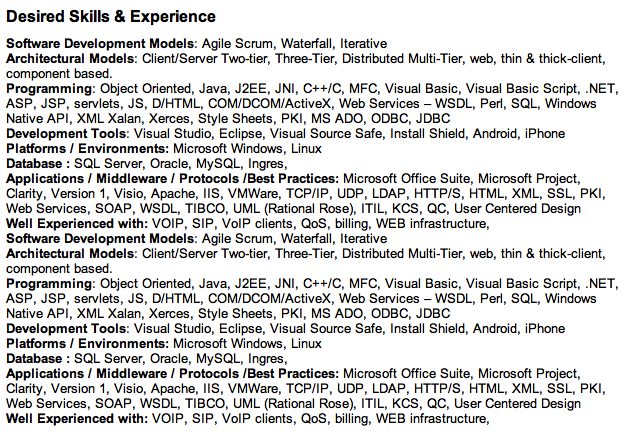 Desired Skills & Experience
Software Development Models: Agile Scrum, Waterfall, Iterative
Architectural Models: Client/Server Two-tier, Three-Tier, Distributed Multi-Tier, web, thin & thick-client,
component based.
Programming: Object Oriented, Java, J2EE, JNI, C++/C, MFC, Visual Basic, Visual Basic Script, .NET,
ASP, JSP, servlets, JS, D/HTML, COM/DCOM/ActiveX, Web Services – WSDL, Perl, SQL, Windows
Native API, XML Xalan, Xerces, Style Sheets, PKI, MS ADO, ODBC, JDBC
Development Tools: Visual Studio, Eclipse, Visual Source Safe, Install Shield, Android, iPhone
Platforms / Environments: Microsoft Windows, Linux
Database : SQL Server, Oracle, MySQL, Ingres,
Applications / Middleware / Protocols /Best Practices: Microsoft Office Suite, Microsoft Project,
Clarity, Version 1, Visio, Apache, IIS, VMWare, TCP/IP, UDP, LDAP, HTTP/S, HTML, XML, SSL, PKI,
Web Services, SOAP, WSDL, TIBCO, UML (Rational Rose), ITIL, KCS, QC, User Centered Design
Well Experienced with: VOIP, SIP, VoIP clients, QoS, billing, WEB infrastructure,
Software Development Models: Agile Scrum, Waterfall, Iterative
Architectural Models: Client/Server Two-tier, Three-Tier, Distributed Multi-Tier, web, thin & thick-client,
component based.
Programming: Object Oriented, Java, J2EE, JNI, C++/C, MFC, Visual Basic, Visual Basic Script, .NET,
ASP, JSP, servlets, JS, D/HTML, COM/DCOM/ActiveX, Web Services – WSDL, Perl, SQL, Windows
Native API, XML Xalan, Xerces, Style Sheets, PKI, MS ADO, ODBC, JDBC
Development Tools: Visual Studio, Eclipse, Visual Source Safe, Install Shield, Android, iPhone
Platforms / Environments: Microsoft Windows, Linux
Database : SQL Server, Oracle, MySQL, Ingres,
Applications / Middleware / Protocols /Best Practices: Microsoft Office Suite, Microsoft Project,
Clarity, Version 1, Visio, Apache, IIS, VMWare, TCP/IP, UDP, LDAP, HTTP/S, HTML, XML, SSL, PKI,
Web Services, SOAP, WSDL, TIBCO, UML (Rational Rose), ITIL, KCS, QC, User Centered Design
Well Experienced with: VOIP, SIP, VoIP clients, QoS, billing, WEB infrastructure,